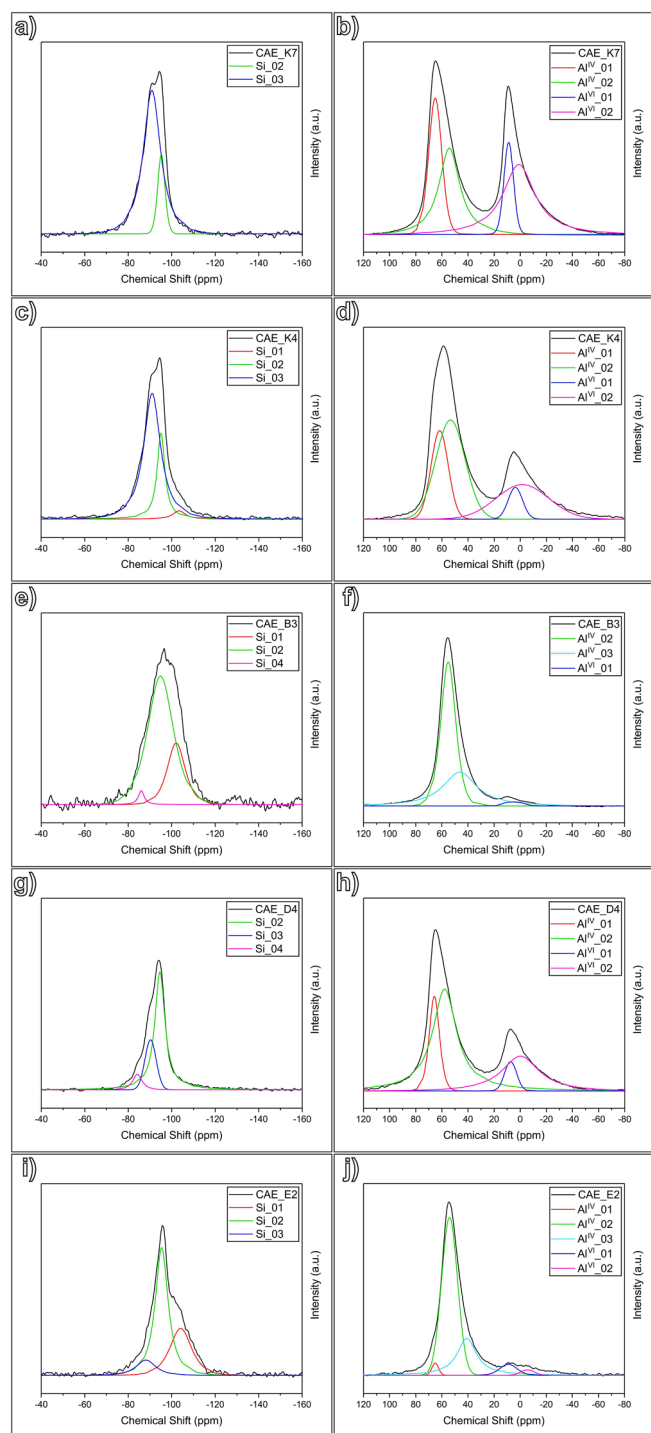 a)
CAE_K7
Si_02
Si_03
Intensity (a.u.)
-40 -60 -80 -100 -120 -140 -160
Chemical Shift (ppm)
b)
CAE_K7
Al^IV_01
Al^IV_02
Al^VI_01
Al^VI_02
Intensity (a.u.)
120 100 80 60 40 20 0 -20 -40 -60 -80
Chemical Shift (ppm)
c)
CAE_K4
Si_01
Si_02
Si_03
Intensity (a.u.)
-40 -60 -80 -100 -120 -140 -160
Chemical Shift (ppm)
d)
CAE_K4
Al^IV_01
Al^IV_02
Al^VI_01
Al^VI_02
Intensity (a.u.)
120 100 80 60 40 20 0 -20 -40 -60 -80
Chemical Shift (ppm)
e)
CAE_B3
Si_01
Si_02
Si_04
Intensity (a.u.)
-40 -60 -80 -100 -120 -140 -160
Chemical Shift (ppm)
f)
CAE_B3
Al^IV_02
Al^IV_03
Al^VI_01
Intensity (a.u.)
120 100 80 60 40 20 0 -20 -40 -60 -80
Chemical Shift (ppm)
g)
CAE_D4
Si_02
Si_03
Si_04
Intensity (a.u.)
-40 -60 -80 -100 -120 -140 -160
Chemical Shift (ppm)
h)
CAE_D4
Al^IV_01
Al^IV_02
Al^VI_01
Al^VI_02
Intensity (a.u.)
120 100 80 60 40 20 0 -20 -40 -60 -80
Chemical Shift (ppm)
i)
CAE_E2
Si_01
Si_02
Si_03
Intensity (a.u.)
-40 -60 -80 -100 -120 -140 -160
Chemical Shift (ppm)
j)
CAE_E2
Al^IV_01
Al^IV_02
Al^IV_03
Al^VI_01
Al^VI_02
Intensity (a.u.)
120 100 80 60 40 20 0 -20 -40 -60 -80
Chemical Shift (ppm)